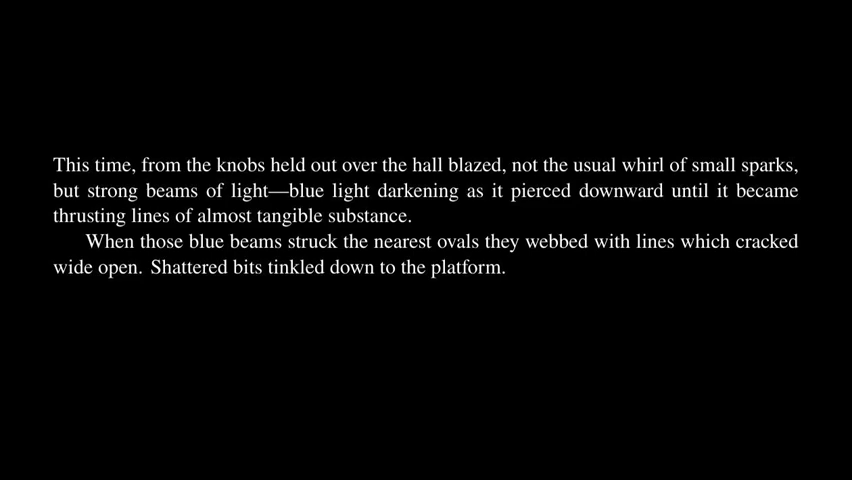 This time, from the knobs held out over the hall blazed, not the usual whirl of small sparks,
but strong beams of light—blue light darkening as it pierced downward until it became
thrusting lines of almost tangible substance.
When those blue beams struck the nearest ovals they webbed with lines which cracked
wide open. Shattered bits tinkled down to the platform.